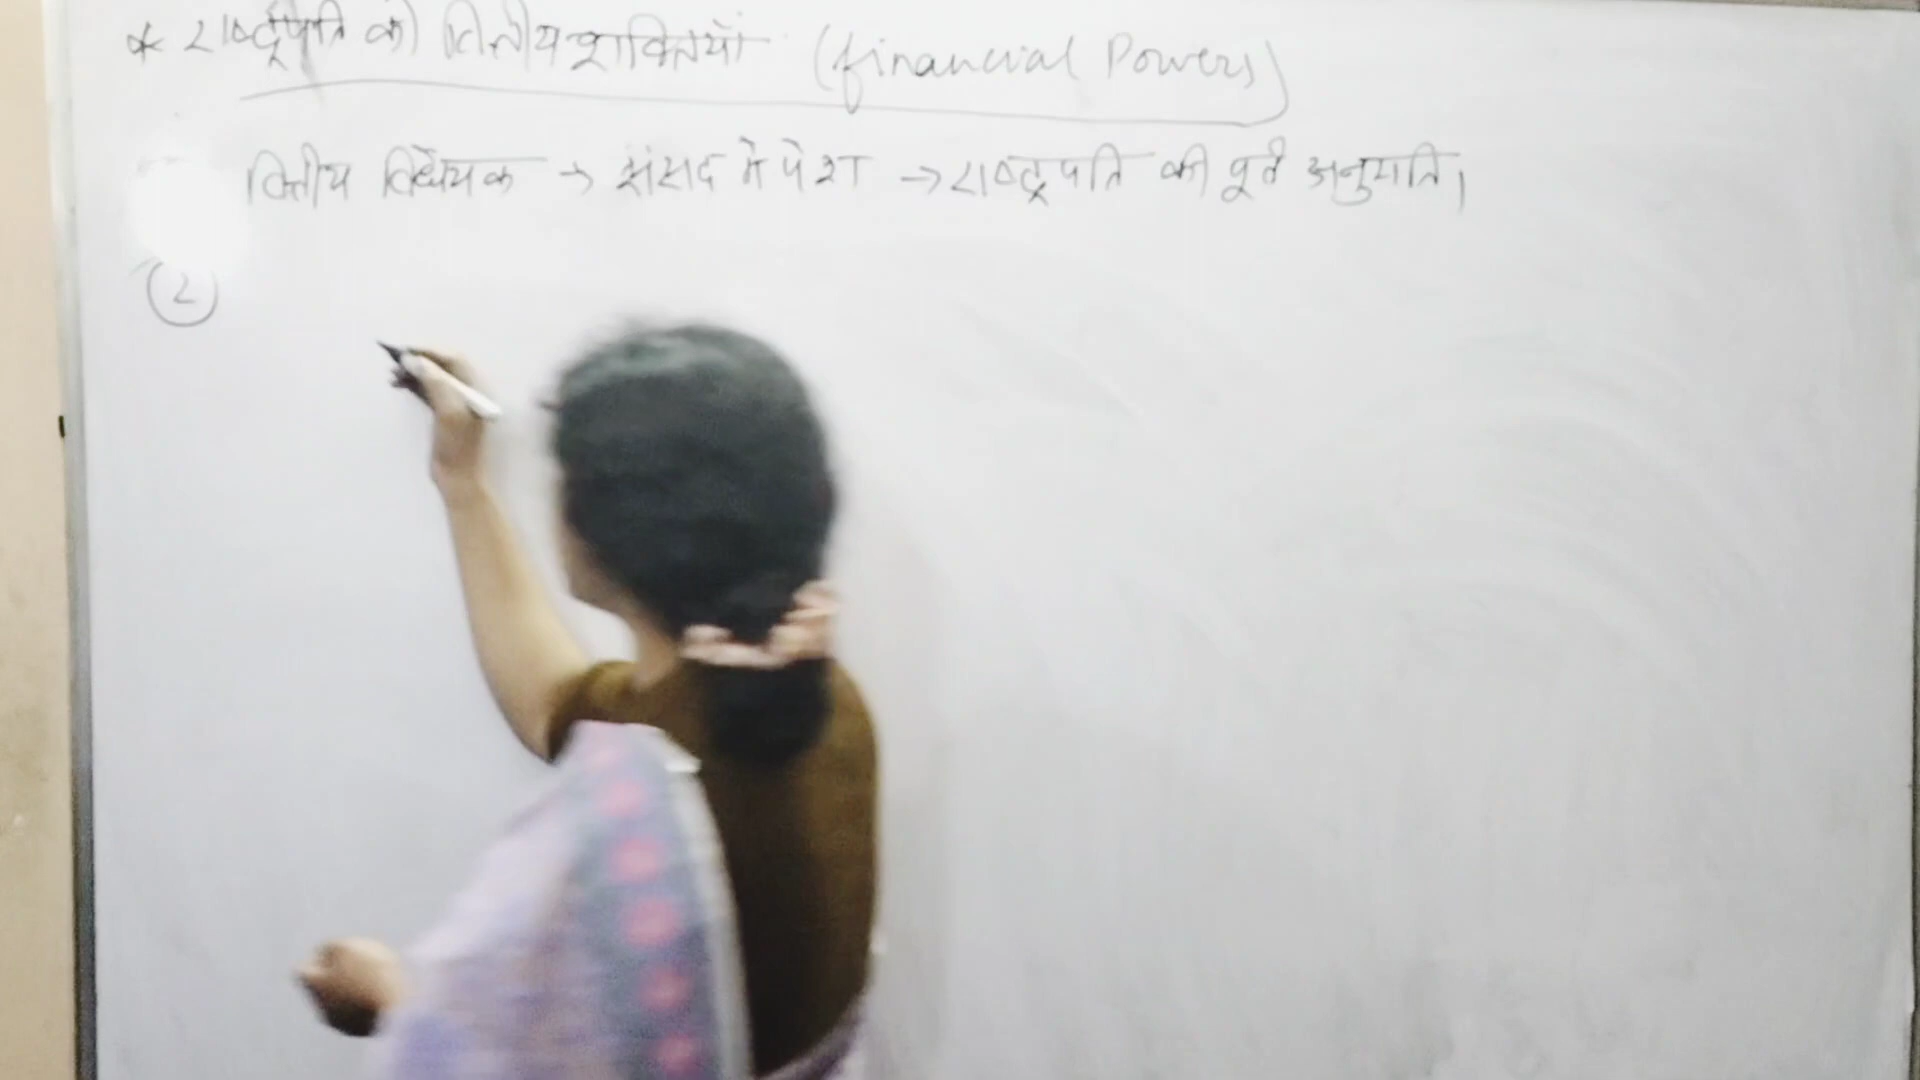 * राष्ट्रपति की वित्तीय शक्तियाँ (financial Powers)
वित्तीय विधेयक → संसद में पेश → राष्ट्रपति की पूर्व अनुमति।
(2)